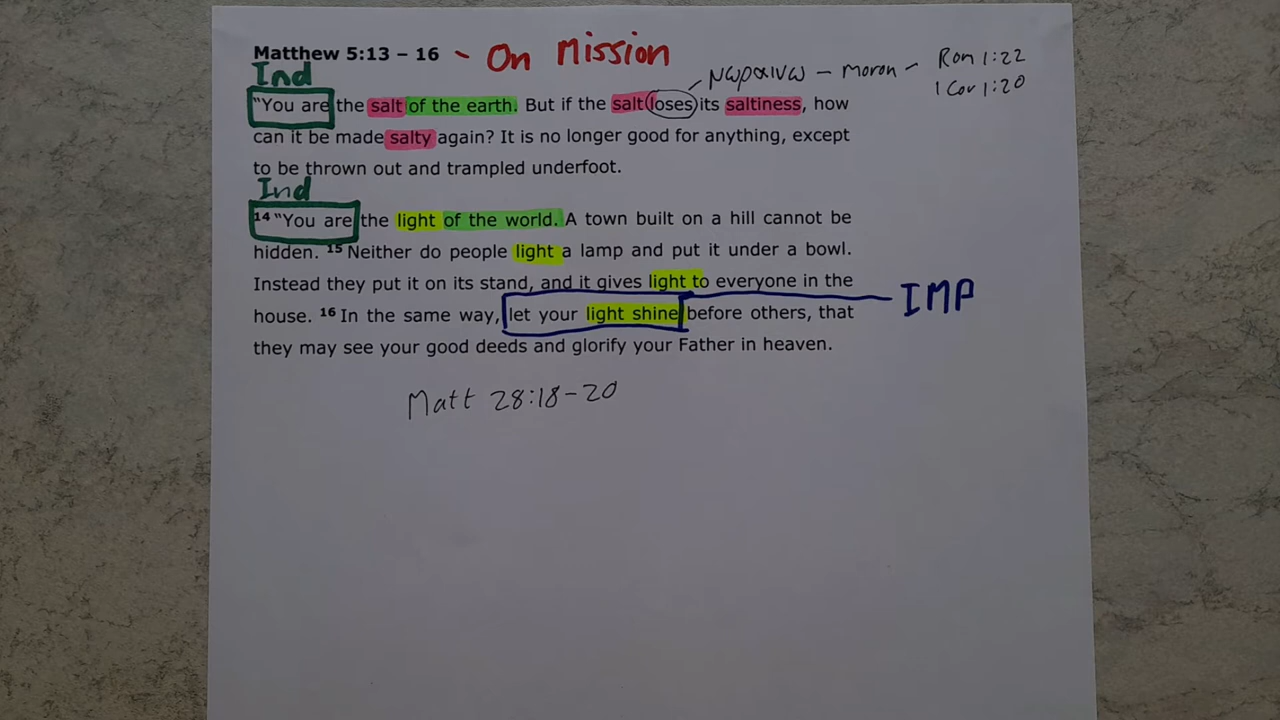 Matthew 5:13 – 16 ~ On Mission
μωραινω – moron – Rom 1:22
1 Cor 1:20
Ind
"You are the salt of the earth. But if the salt loses its saltiness, how
can it be made salty again? It is no longer good for anything, except
to be thrown out and trampled underfoot.
Ind
14 "You are the light of the world. A town built on a hill cannot be
hidden. 15 Neither do people light a lamp and put it under a bowl.
Instead they put it on its stand, and it gives light to everyone in the
IMP
house. 16 In the same way, let your light shine before others, that
they may see your good deeds and glorify your Father in heaven.
Matt 28:18-20